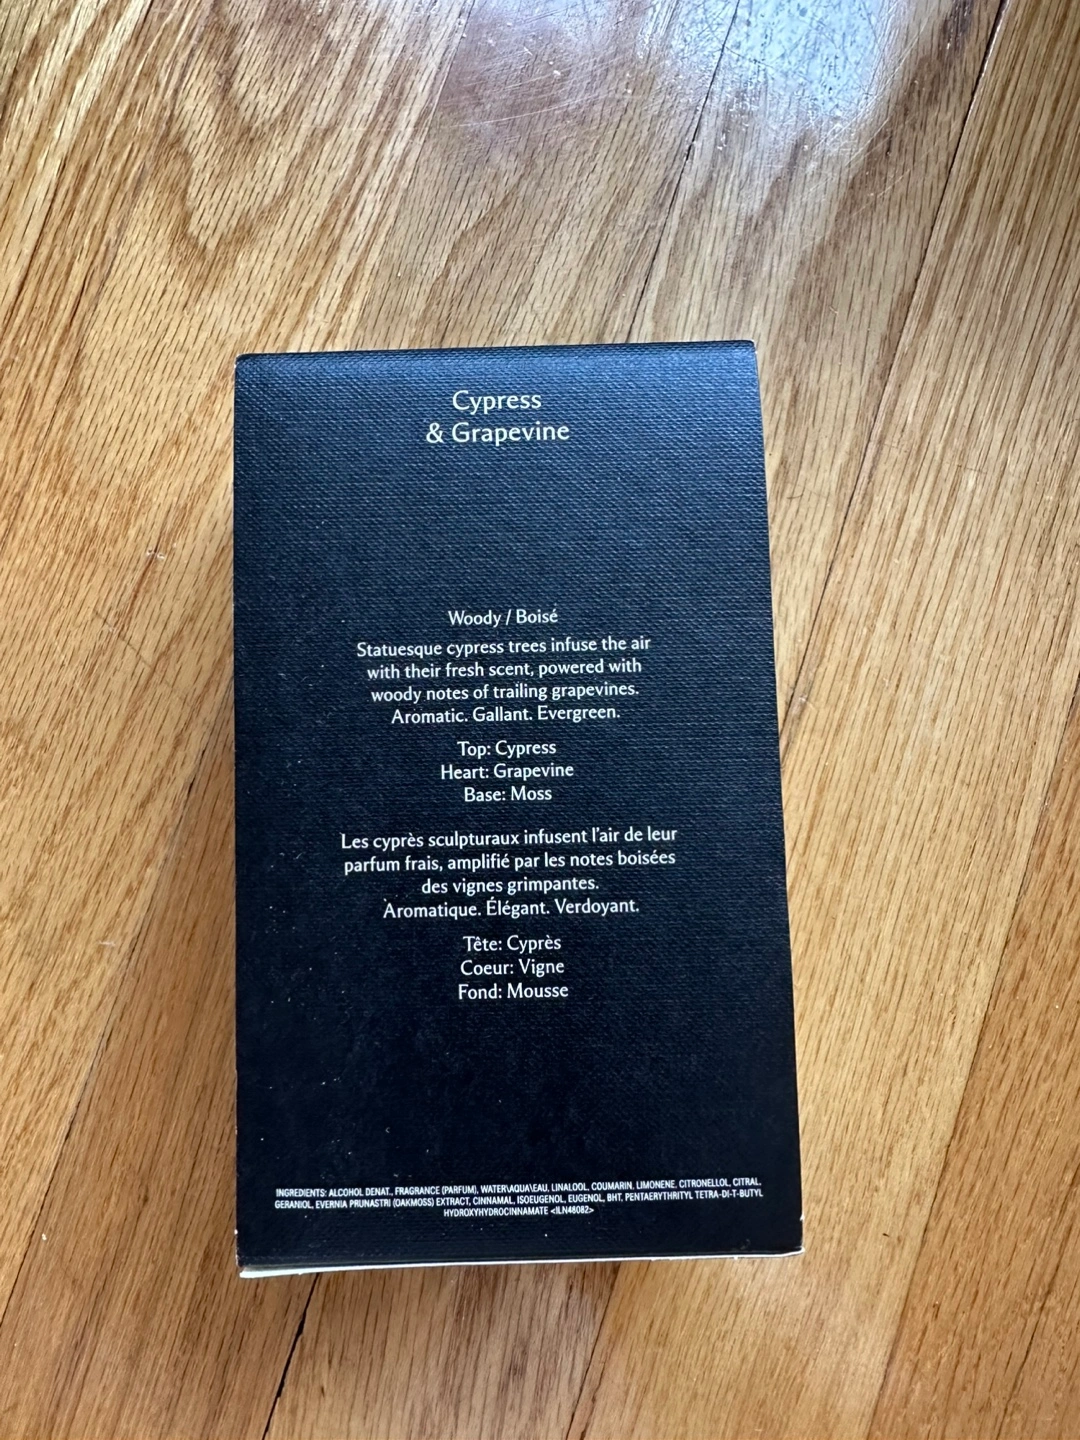 Cypress
& Grapevine
Woody / Boisé
Statuesque cypress trees infuse the air
with their fresh scent, powered with
woody notes of trailing grapevines.
Aromatic. Gallant. Evergreen.
Top: Cypress
Heart: Grapevine
Base: Moss
Les cyprès sculpturaux infusent l'air de leur
parfum frais, amplifié par les notes boisées
des vignes grimpantes.
Aromatique. Élégant. Verdoyant.
Tête: Cyprès
Coeur: Vigne
Fond: Mousse
INGREDIENTS: ALCOHOL DENAT., FRAGRANCE (PARFUM), WATER\AQUA\EAU, LINALOOL, COUMARIN, LIMONENE, CITRONELLOL, CITRAL,
GERANIOL, EVERNIA PRUNASTRI (OAKMOSS) EXTRACT, CINNAMAL, ISOEUGENOL, EUGENOL, BHT, PENTAERYTHRITYL TETRA-DI-T-BUTYL
HYDROXYHYDROCINNAMATE <ILN48082>